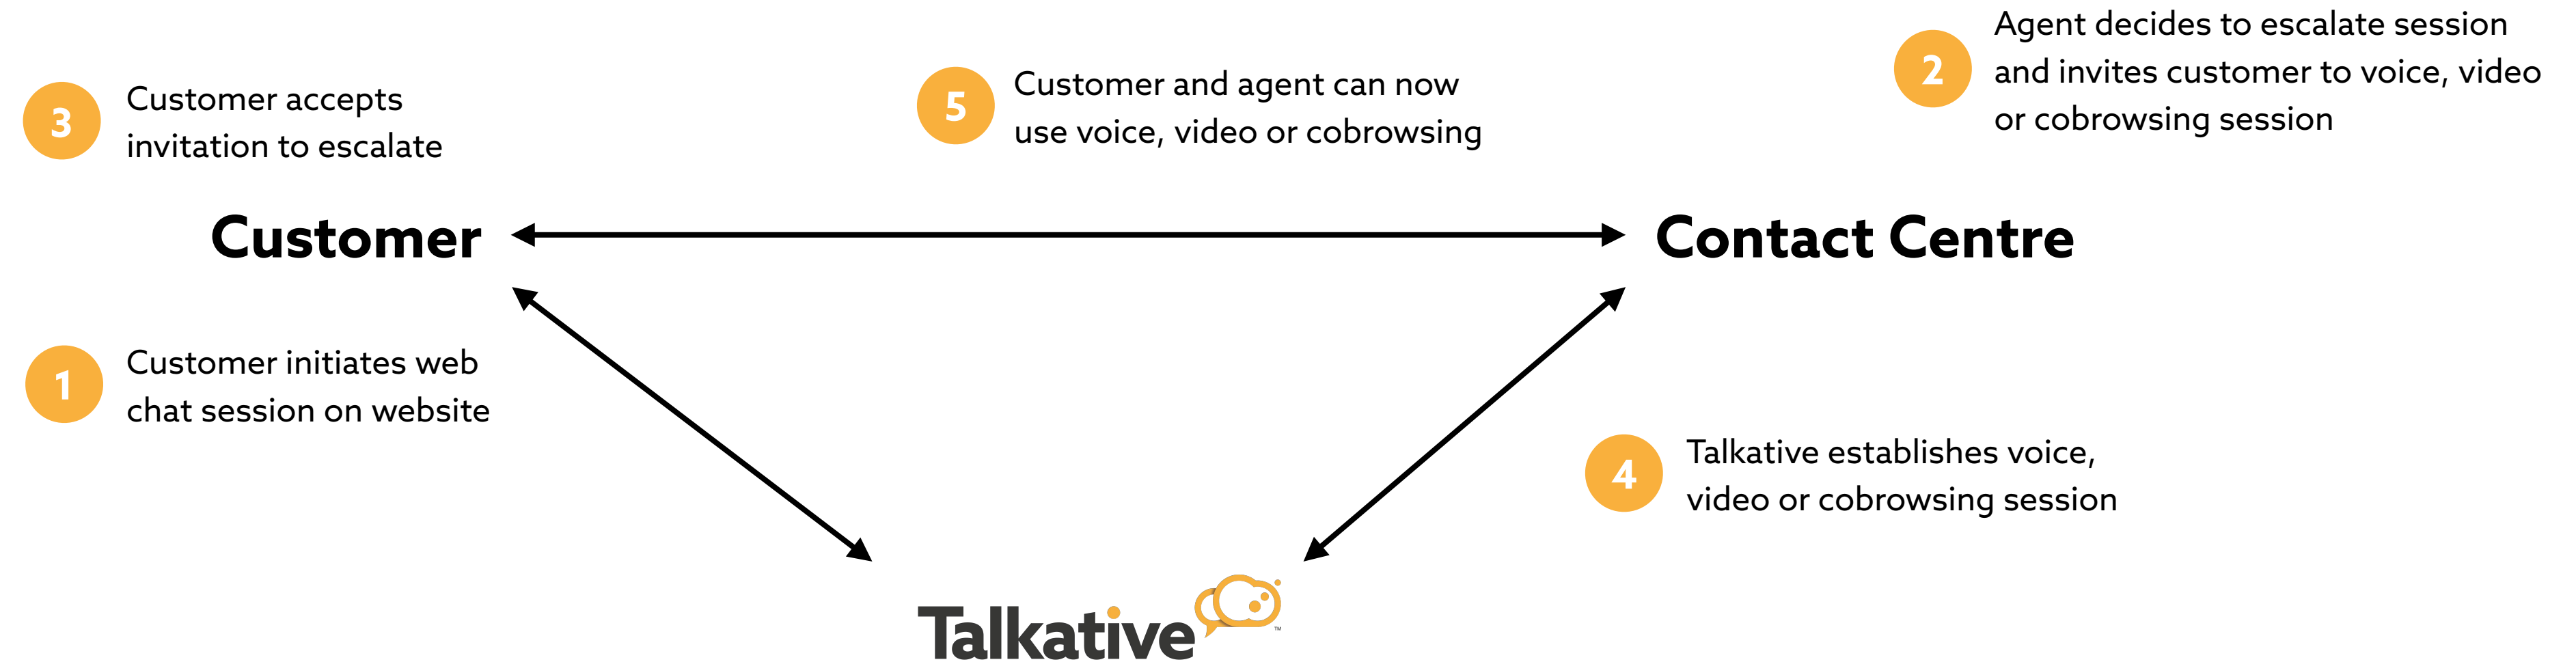 3
Customer accepts
invitation to escalate
5
Customer and agent can now
use voice, video or cobrowsing
2
Agent decides to escalate session
and invites customer to voice, video
or cobrowsing session
Customer
Contact Centre
1
Customer initiates web
chat session on website
4
Talkative establishes voice,
video or cobrowsing session
Talkative
TM